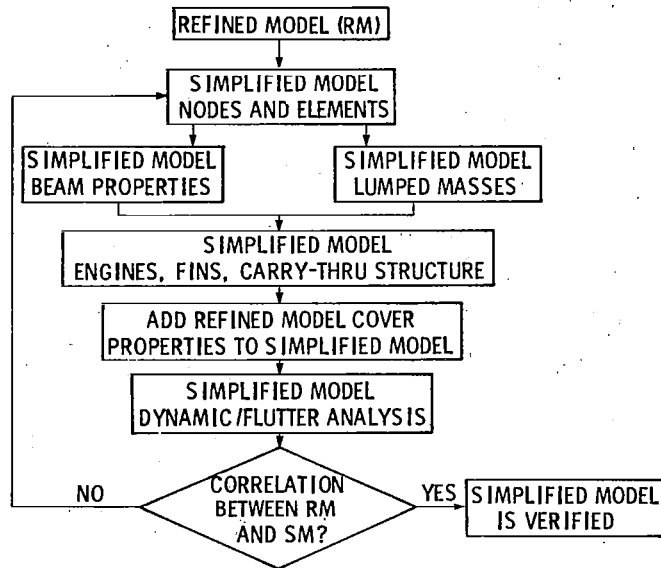 REFINED MODEL (RM)
SIMPLIFIED MODEL
NODES AND ELEMENTS
SIMPLIFIED MODEL
BEAM PROPERTIES
SIMPLIFIED MODEL
LUMPED MASSES
SIMPLIFIED MODEL
ENGINES, FINS, CARRY-THRU STRUCTURE
ADD REFINED MODEL COVER
PROPERTIES TO SIMPLIFIED MODEL
SIMPLIFIED MODEL
DYNAMIC/FLUTTER ANALYSIS
NO
CORRELATION
BETWEEN RM
AND SM?
YES
SIMPLIFIED MODEL
IS VERIFIED